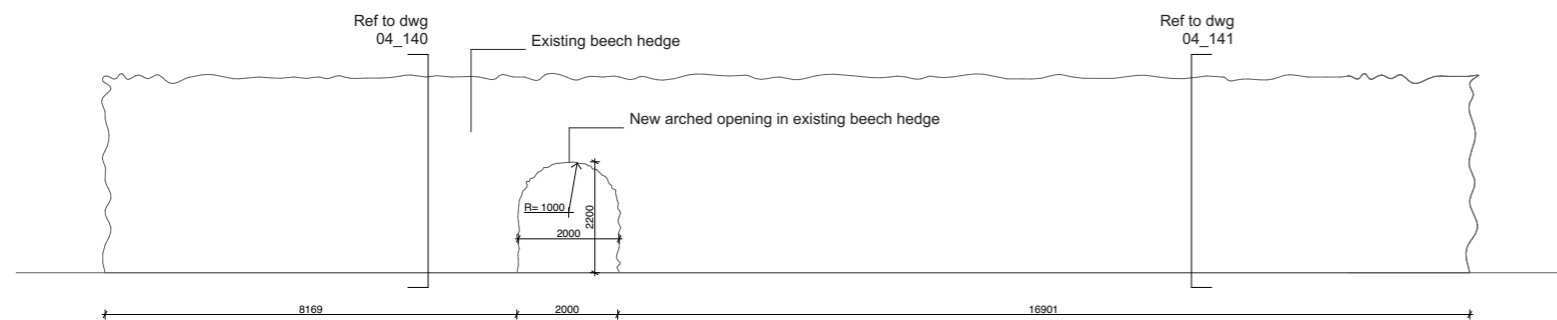 Ref to dwg
04_140
Ref to dwg
04_141
Existing beech hedge
New arched opening in existing beech hedge
R= 1000
2200
2000
8169
2000
16901